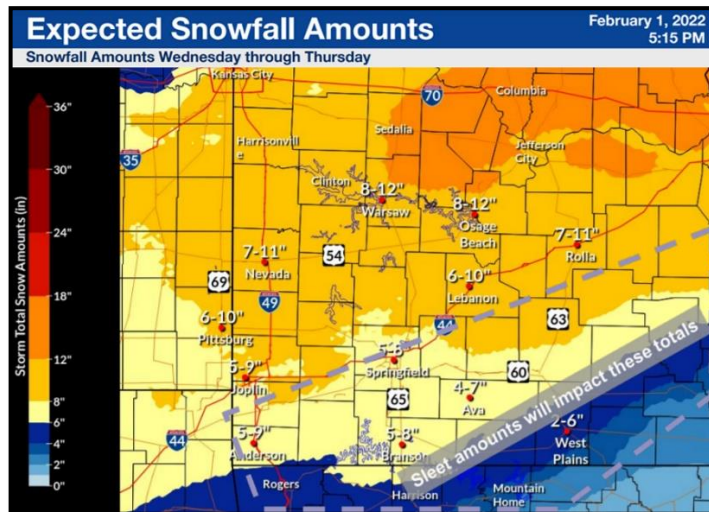 Expected Snowfall Amounts
February 1, 2022
5:15 PM
Snowfall Amounts Wednesday through Thursday
Storm Total Snow Amounts (in)
36"
30"
24"
18"
12"
8"
6"
4"
2"
0"
Kansas City
70
Columbia
Sedalia
35
Harrisonvill
e
Jefferson
City
Clinton
8-12"
Warsaw
8-12"
Osage
Beach
7-11"
Rolla
7-11"
Nevada
54
69
49
6-10"
Lebanon
6-10"
Pittsburg
44
63
5-8"
Springfield
5-9"
Joplin
60
65
4-7"
Ava
Sleet amounts will impact these totals
44
5-9"
Anderson
5-8"
Branson
2-6"
West
Plains
Rogers
Harrison
Mountain
Home